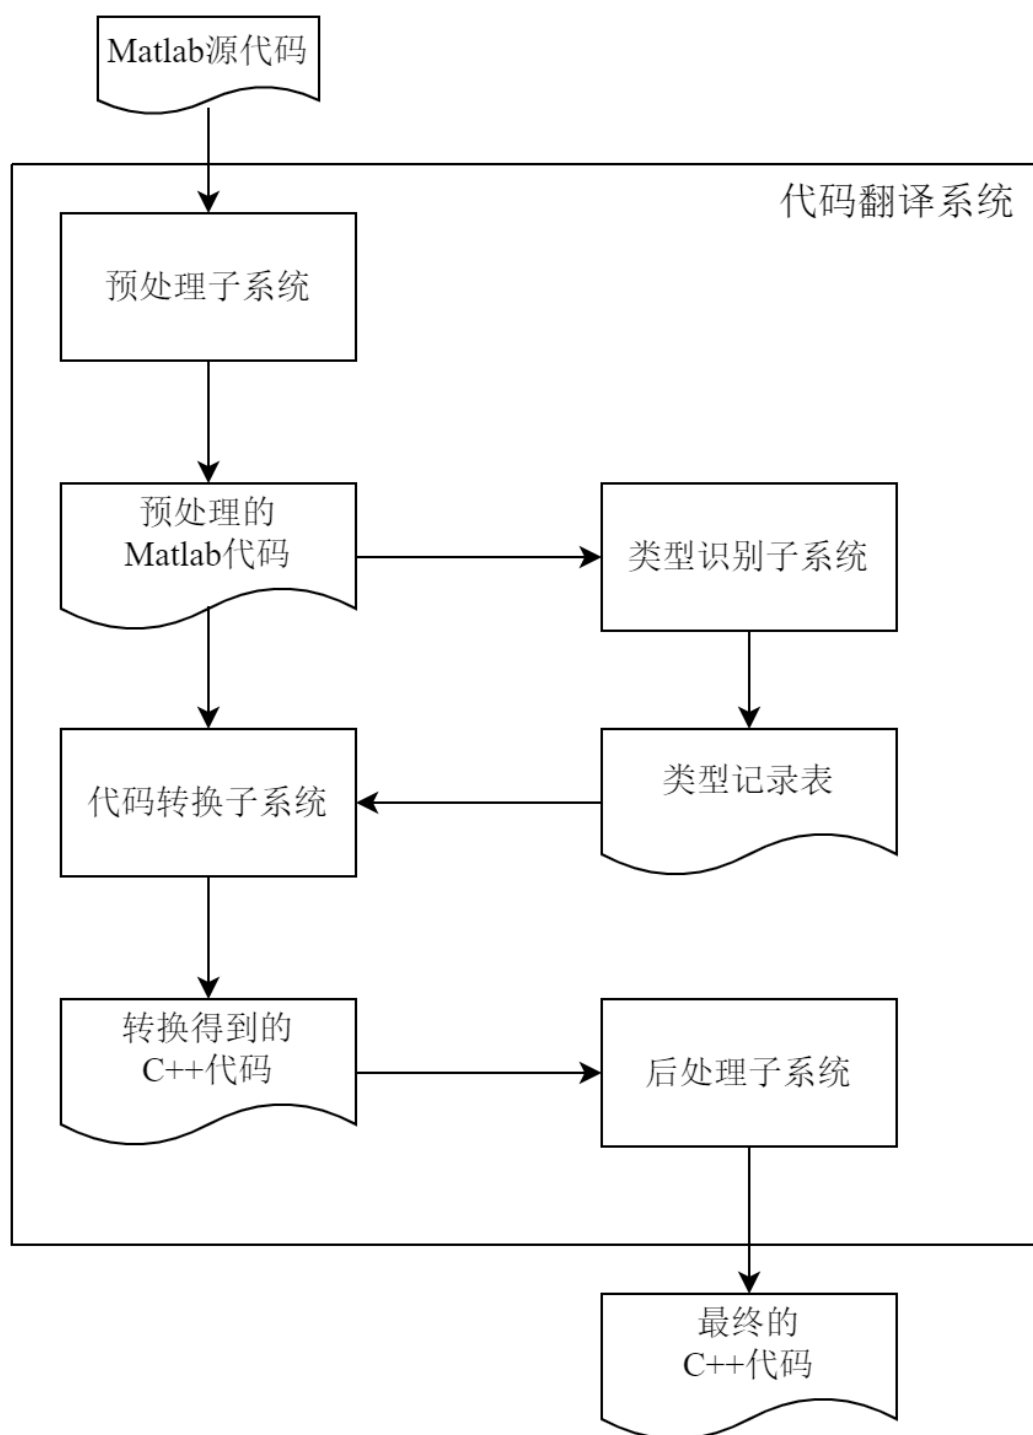 Matlab源代码
代码翻译系统
预处理子系统
预处理的
Matlab代码
类型识别子系统
代码转换子系统
类型记录表
转换得到的
C++代码
后处理子系统
最终的
C++代码